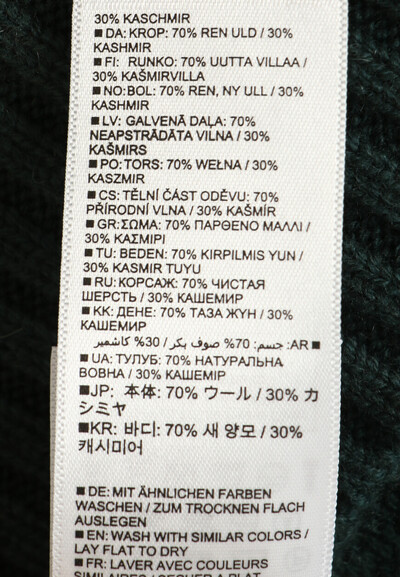 30% KASCHMIR
■ DA: KROP: 70% REN ULD / 30%
KASHMIR
■ FI: RUNKO: 70% UUTTA VILLAA /
30% KAŠMIRVILLA
■ NO:BOL: 70% REN, NY ULL / 30%
KASHMIR
■ LV: GALVENĀ DAĻA: 70%
NEAPSTRĀDĀTA VILNA / 30%
KAŠMIRS
■ PO:TORS: 70% WEŁNA / 30%
KASZMIR
■ CS: TĚLNÍ ČÁST ODĚVU: 70%
PŘÍRODNÍ VLNA / 30% KAŠMÍR
■ GR:ΣΩΜΑ: 70% ΠΑΡΘΕΝΟ ΜΑΛΛΙ /
30% ΚΑΣΜΙΡΙ
■ TU: BEDEN: 70% KIRPILMIS YUN /
30% KASMIR TUYU
■ RU: КОРСАЖ: 70% ЧИСТАЯ
ШЕРСТЬ / 30% КАШЕМИР
■ KK: ДЕНЕ: 70% ТАЗА ЖҮН / 30%
КАШЕМИР
■ AR: جسم: 70% صوف بكر / 30% كاشمير
■ UA: ТУЛУБ: 70% НАТУРАЛЬНА
ВОВНА / 30% КАШЕМІР
■JP: 本体: 70% ウール / 30% カ
シミヤ
■KR: 바디: 70% 새 양모 / 30%
캐시미어
■ DE: MIT ÄHNLICHEN FARBEN
WASCHEN / ZUM TROCKNEN FLACH
AUSLEGEN
■ EN: WASH WITH SIMILAR COLORS /
LAY FLAT TO DRY
■ FR: LAVER AVEC COULEURS
SIMILAIRES / SECHER A PLAT